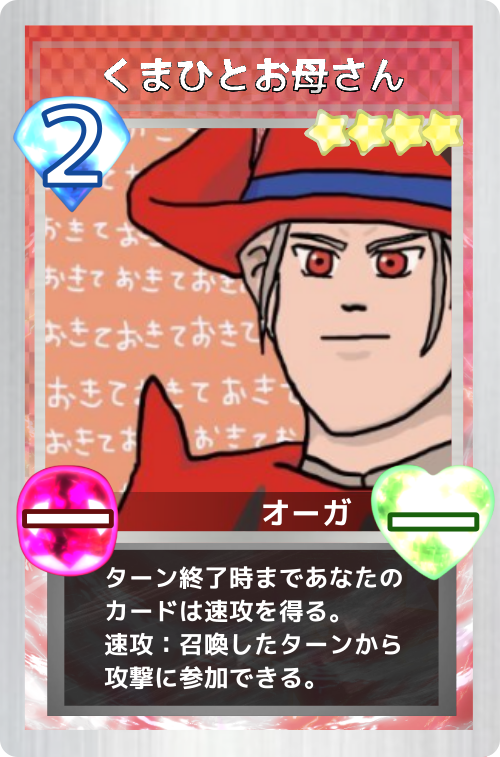 くまひとお母さん
2
おきてお
おきておきておき
おきて おきておき
おきておきておきて
おきておきて おきて
おきてお おきてお
オーガ
ー
ー
ターン終了時まであなたの
カードは速攻を得る。
速攻：召喚したターンから
攻撃に参加できる。